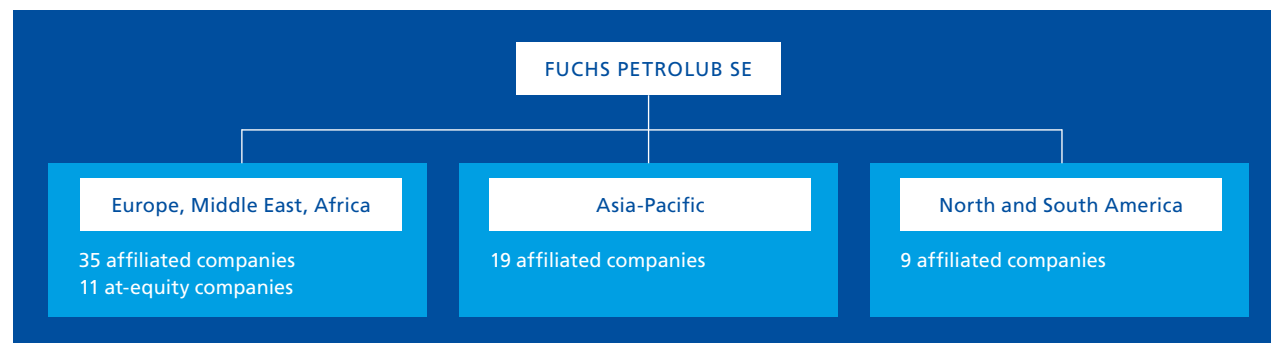 FUCHS PETROLUB SE
Europe, Middle East, Africa
35 affiliated companies
11 at-equity companies
Asia-Pacific
19 affiliated companies
North and South America
9 affiliated companies